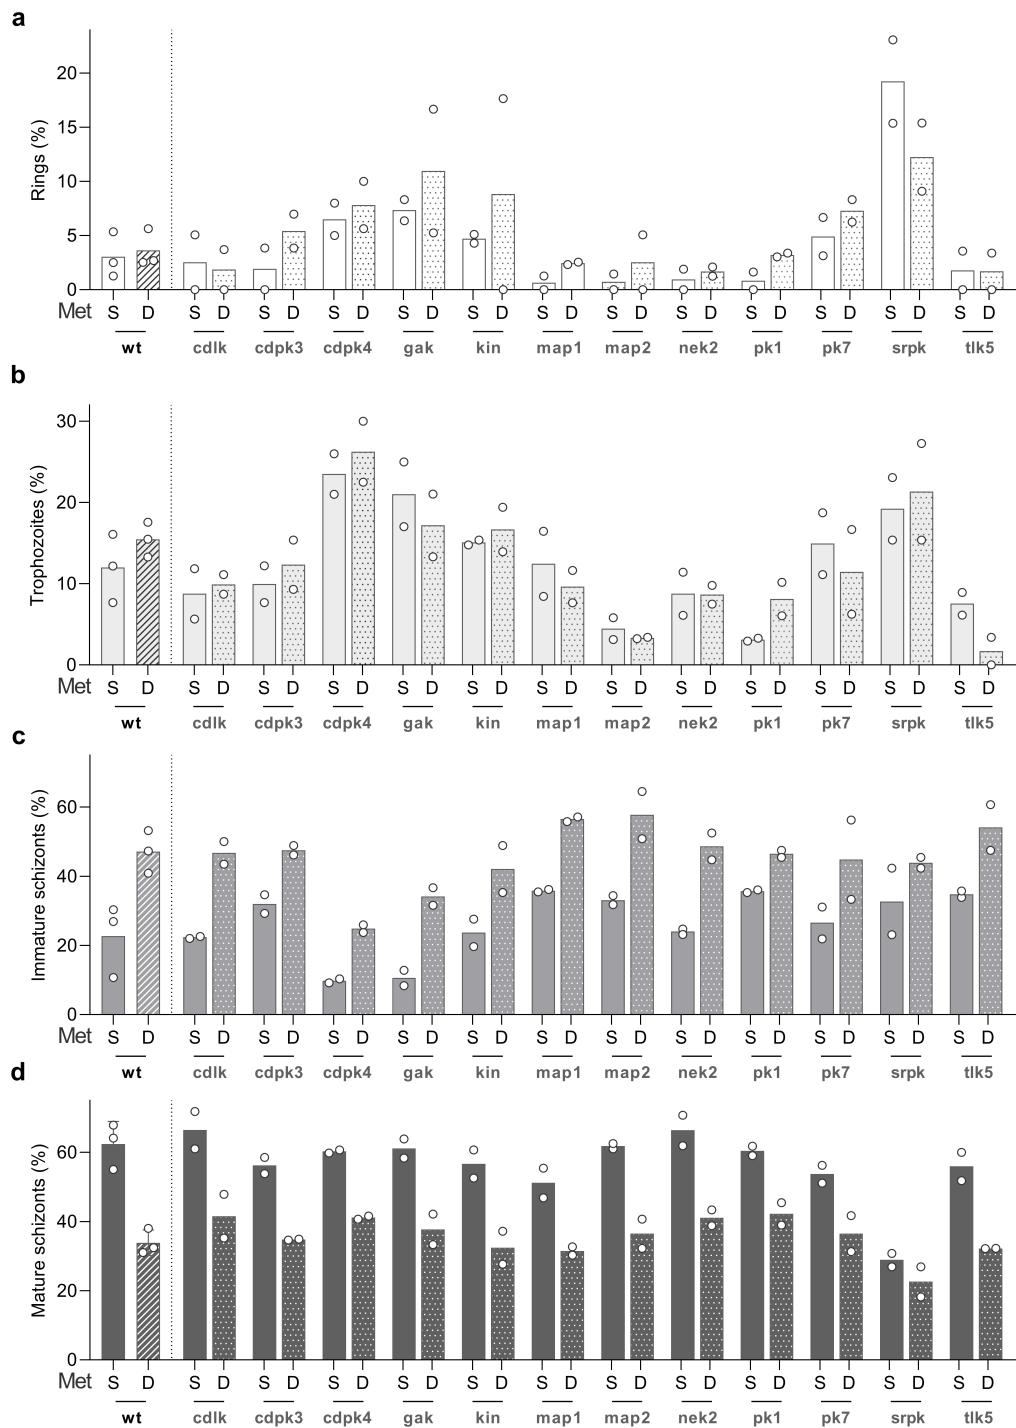 a
Rings (%)
20
15
10
5
0
Met S D S D S D S D S D S D S D S D S D S D S D S D S D
wt cdlk cdpk3 cdpk4 gak kin map1 map2 nek2 pk1 pk7 srpk tlk5
b
Trophozoites (%)
30
20
10
0
Met S D S D S D S D S D S D S D S D S D S D S D S D S D
wt cdlk cdpk3 cdpk4 gak kin map1 map2 nek2 pk1 pk7 srpk tlk5
c
Immature schizonts (%)
60
40
20
0
Met S D S D S D S D S D S D S D S D S D S D S D S D S D
wt cdlk cdpk3 cdpk4 gak kin map1 map2 nek2 pk1 pk7 srpk tlk5
d
Mature schizonts (%)
60
40
20
0
Met S D S D S D S D S D S D S D S D S D S D S D S D S D
wt cdlk cdpk3 cdpk4 gak kin map1 map2 nek2 pk1 pk7 srpk tlk5